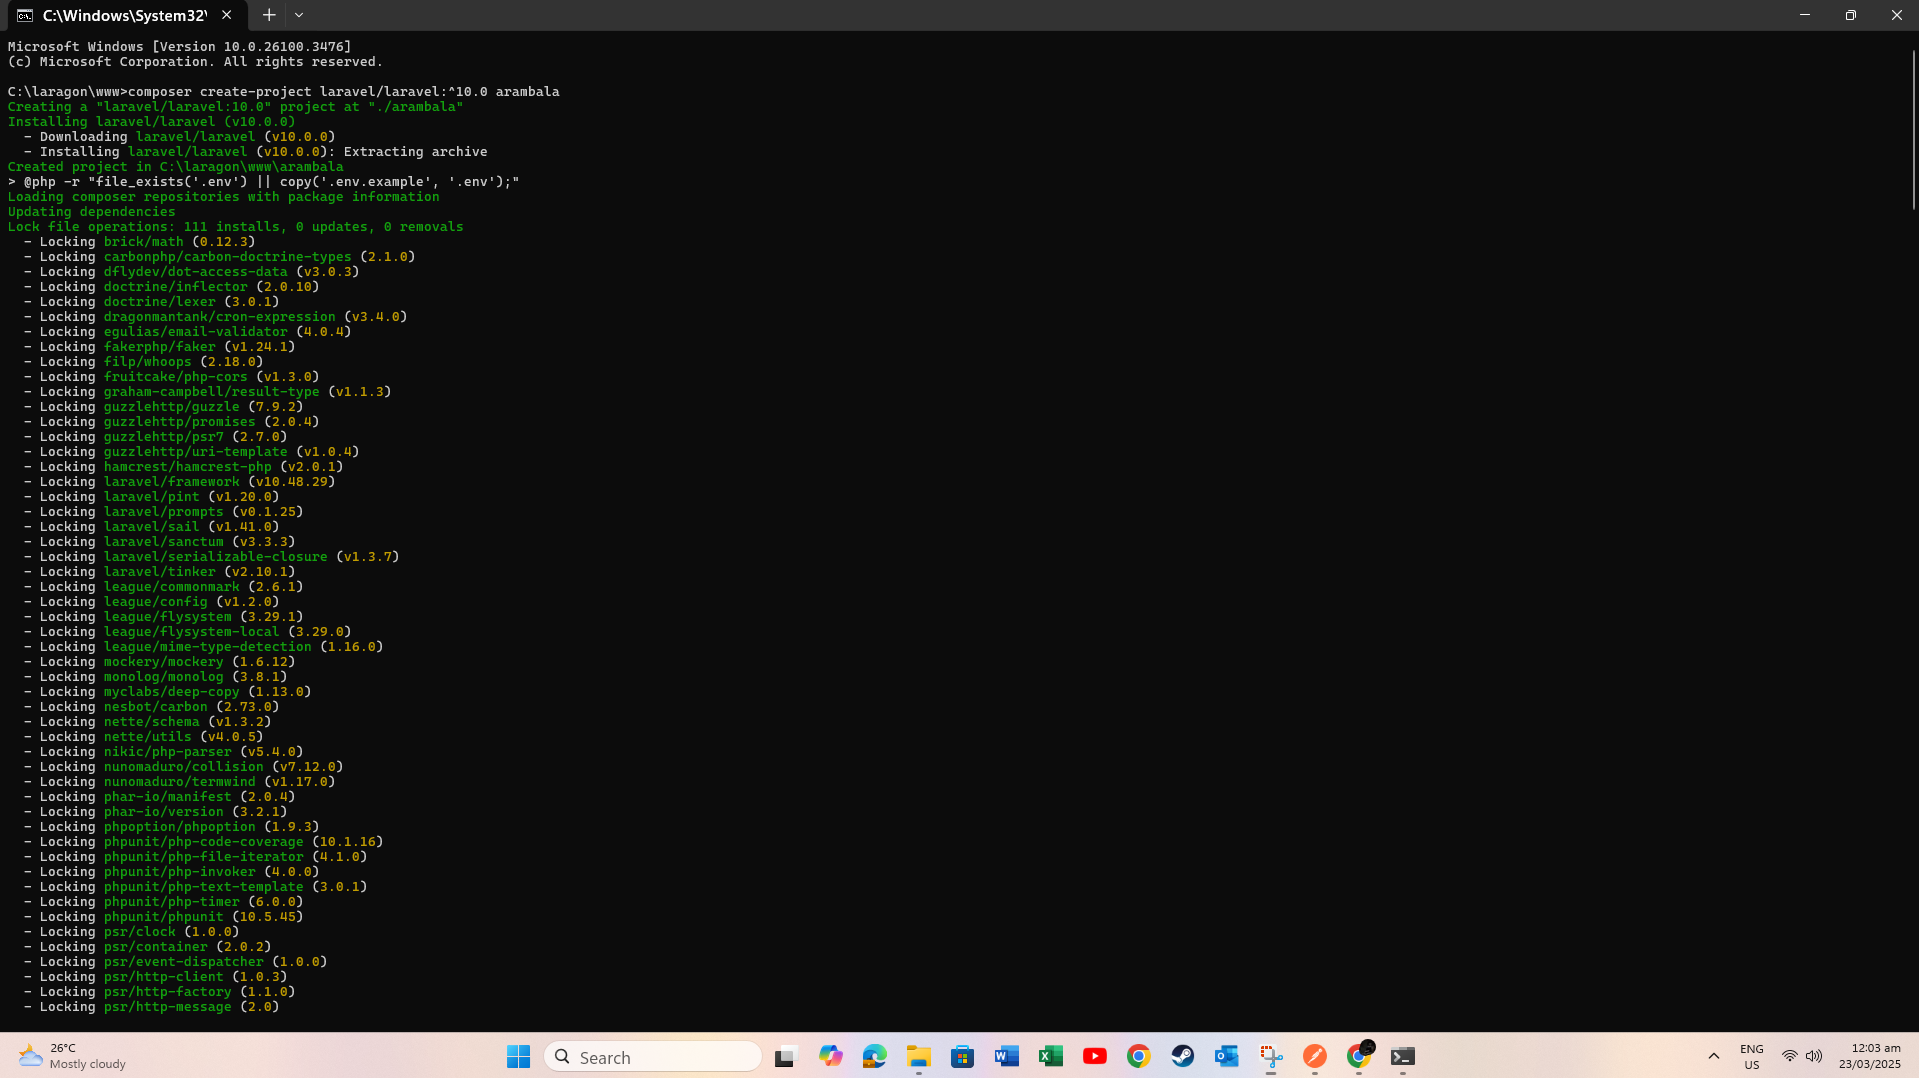 C:\Windows\System32\
Microsoft Windows [Version 10.0.26100.3476]
(c) Microsoft Corporation. All rights reserved.
C:\laragon\www>composer create-project laravel/laravel:^10.0 arambala
Creating a "laravel/laravel:10.0" project at "./arambala"
Installing laravel/laravel (v10.0.0)
- Downloading laravel/laravel (v10.0.0)
- Installing laravel/laravel (v10.0.0): Extracting archive
Created project in C:\laragon\www\arambala
> @php -r "file_exists('.env') || copy('.env.example', '.env');"
Loading composer repositories with package information
Updating dependencies
Lock file operations: 111 installs, 0 updates, 0 removals
- Locking brick/math (0.12.3)
- Locking carbonphp/carbon-doctrine-types (2.1.0)
- Locking dflydev/dot-access-data (v3.0.3)
- Locking doctrine/inflector (2.0.10)
- Locking doctrine/lexer (3.0.1)
- Locking dragonmantank/cron-expression (v3.4.0)
- Locking egulias/email-validator (4.0.4)
- Locking fakerphp/faker (v1.24.1)
- Locking filp/whoops (2.18.0)
- Locking fruitcake/php-cors (v1.3.0)
- Locking graham-campbell/result-type (v1.1.3)
- Locking guzzlehttp/guzzle (7.9.2)
- Locking guzzlehttp/promises (2.0.4)
- Locking guzzlehttp/psr7 (2.7.0)
- Locking guzzlehttp/uri-template (v1.0.4)
- Locking hamcrest/hamcrest-php (v2.0.1)
- Locking laravel/framework (v10.48.29)
- Locking laravel/pint (v1.20.0)
- Locking laravel/prompts (v0.1.25)
- Locking laravel/sail (v1.41.0)
- Locking laravel/sanctum (v3.3.3)
- Locking laravel/serializable-closure (v1.3.7)
- Locking laravel/tinker (v2.10.1)
- Locking league/commonmark (2.6.1)
- Locking league/config (v1.2.0)
- Locking league/flysystem (3.29.1)
- Locking league/flysystem-local (3.29.0)
- Locking league/mime-type-detection (1.16.0)
- Locking mockery/mockery (1.6.12)
- Locking monolog/monolog (3.8.1)
- Locking myclabs/deep-copy (1.13.0)
- Locking nesbot/carbon (2.73.0)
- Locking nette/schema (v1.3.2)
- Locking nette/utils (v4.0.5)
- Locking nikic/php-parser (v5.4.0)
- Locking nunomaduro/collision (v7.12.0)
- Locking nunomaduro/termwind (v1.17.0)
- Locking phar-io/manifest (2.0.4)
- Locking phar-io/version (3.2.1)
- Locking phpoption/phpoption (1.9.3)
- Locking phpunit/php-code-coverage (10.1.16)
- Locking phpunit/php-file-iterator (4.1.0)
- Locking phpunit/php-invoker (4.0.0)
- Locking phpunit/php-text-template (3.0.1)
- Locking phpunit/php-timer (6.0.0)
- Locking phpunit/phpunit (10.5.45)
- Locking psr/clock (1.0.0)
- Locking psr/container (2.0.2)
- Locking psr/event-dispatcher (1.0.0)
- Locking psr/http-client (1.0.3)
- Locking psr/http-factory (1.1.0)
- Locking psr/http-message (2.0)
26°C
Mostly cloudy
Search
ENG
US
12:03 am
23/03/2025